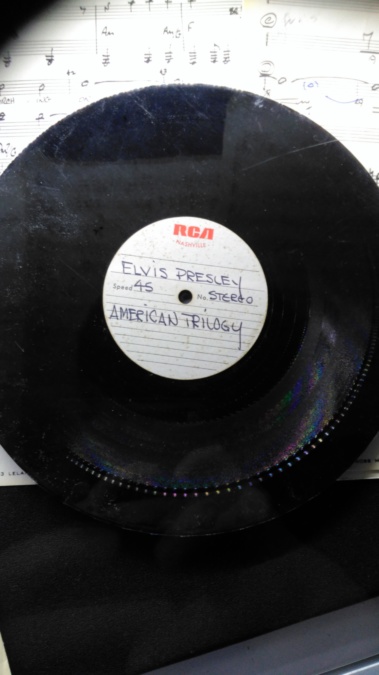 RCA
NASHVILLE
ELVIS PRESLEY
Speed 45 No. STEREO
AMERICAN TRILOGY